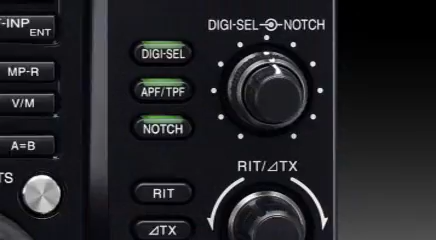 F-INP
ENT
MP-R
V/M
A=B
TS
DIGI-SEL NOTCH
DIGI-SEL
APF/TPF
NOTCH
RIT/⊿TX
RIT
⊿TX